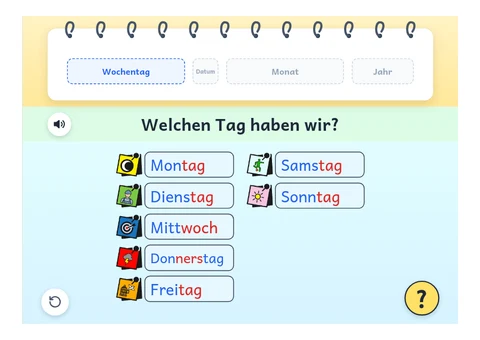 Wochentag
Datum
Monat
Jahr
Welchen Tag haben wir?
Montag
Dienstag
Mittwoch
Donnerstag
Freitag
Samstag
Sonntag
?